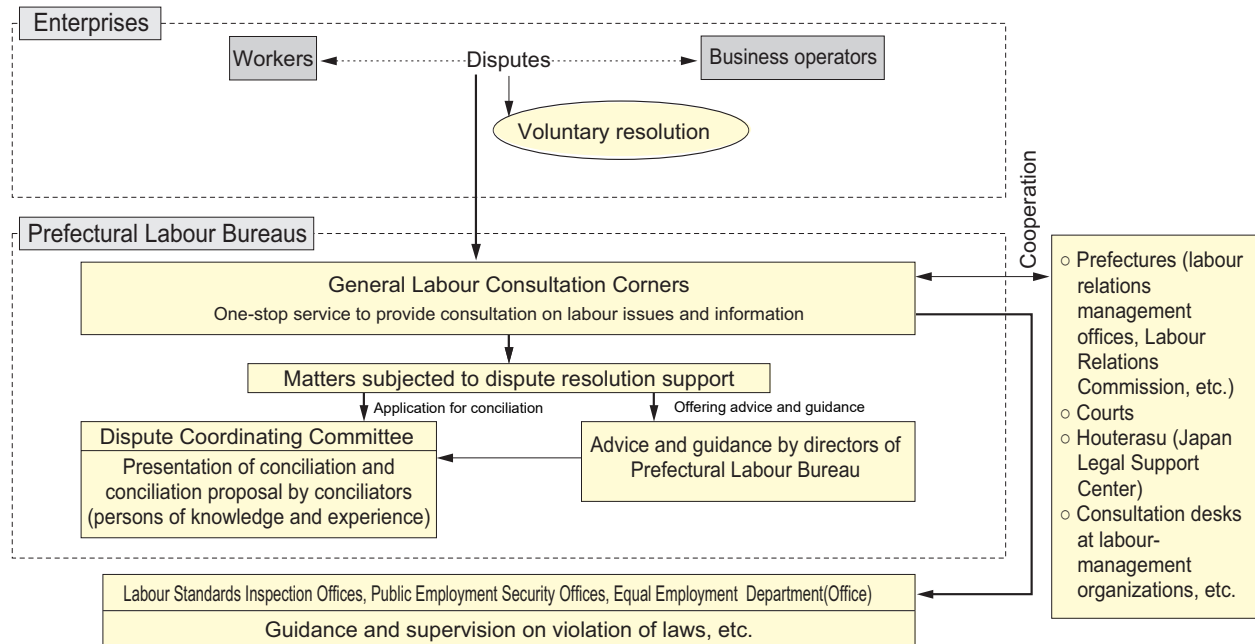 Enterprises
Workers
Disputes
Business operators
Voluntary resolution
Cooperation
Prefectural Labour Bureaus
General Labour Consultation Corners
One-stop service to provide consultation on labour issues and information
Matters subjected to dispute resolution support
Application for conciliation
Offering advice and guidance
Dispute Coordinating Committee
Presentation of conciliation and
conciliation proposal by conciliators
(persons of knowledge and experience)
Advice and guidance by directors of
Prefectural Labour Bureau
○ Prefectures (labour
relations
management
offices, Labour
Relations
Commission, etc.)
○ Courts
○ Houterasu (Japan
Legal Support
Center)
○ Consultation desks
at labour-
management
organizations, etc.
Labour Standards Inspection Offices, Public Employment Security Offices, Equal Employment Department(Office)
Guidance and supervision on violation of laws, etc.